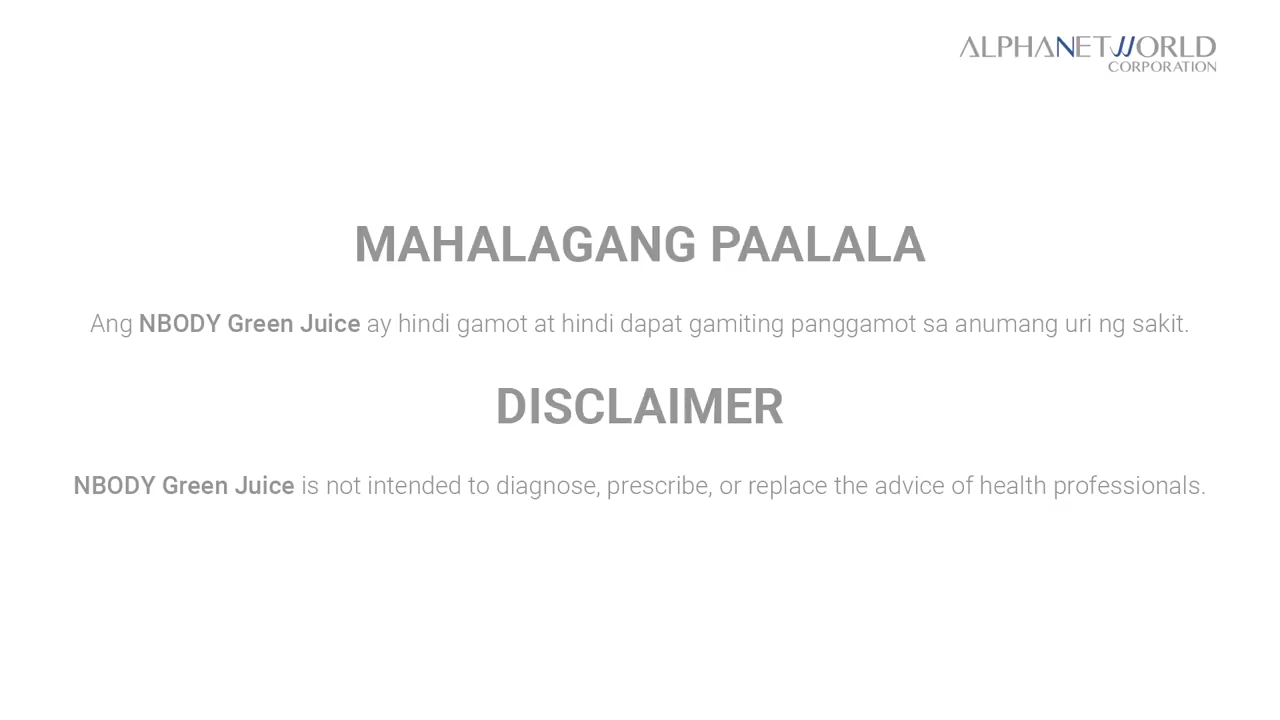 ALPHANETWORLD
CORPORATION
MAHALAGANG PAALALA
Ang NBODY Green Juice ay hindi gamot at hindi dapat gamiting panggamot sa anumang uri ng sakit.
DISCLAIMER
NBODY Green Juice is not intended to diagnose, prescribe, or replace the advice of health professionals.